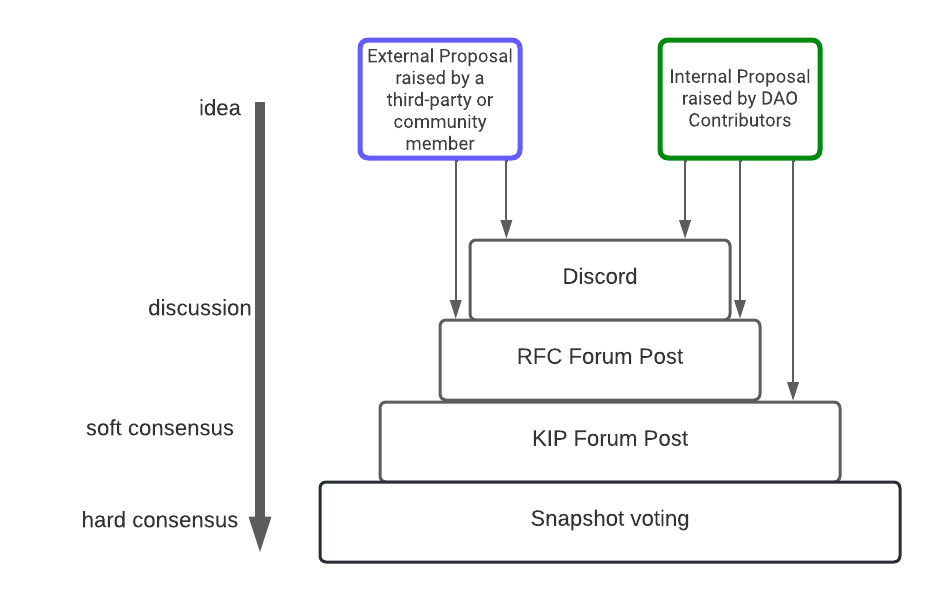 External Proposal
raised by a
third-party or
community
member
Internal Proposal
raised by DAO
Contributors
idea
Discord
discussion
RFC Forum Post
soft consensus
KIP Forum Post
hard consensus
Snapshot voting